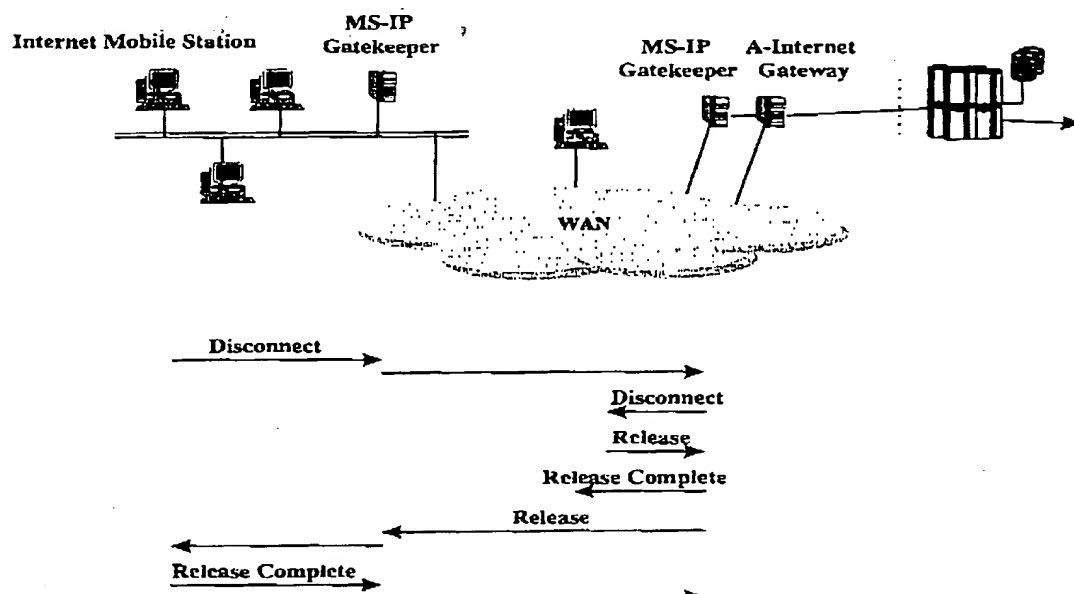 Internet Mobile Station
MS-IP
Gatekeeper
MS-IP
Gatekeeper
A-Internet
Gateway
WAN
Disconnect
Disconnect
Release
Release Complete
Release
Release Complete